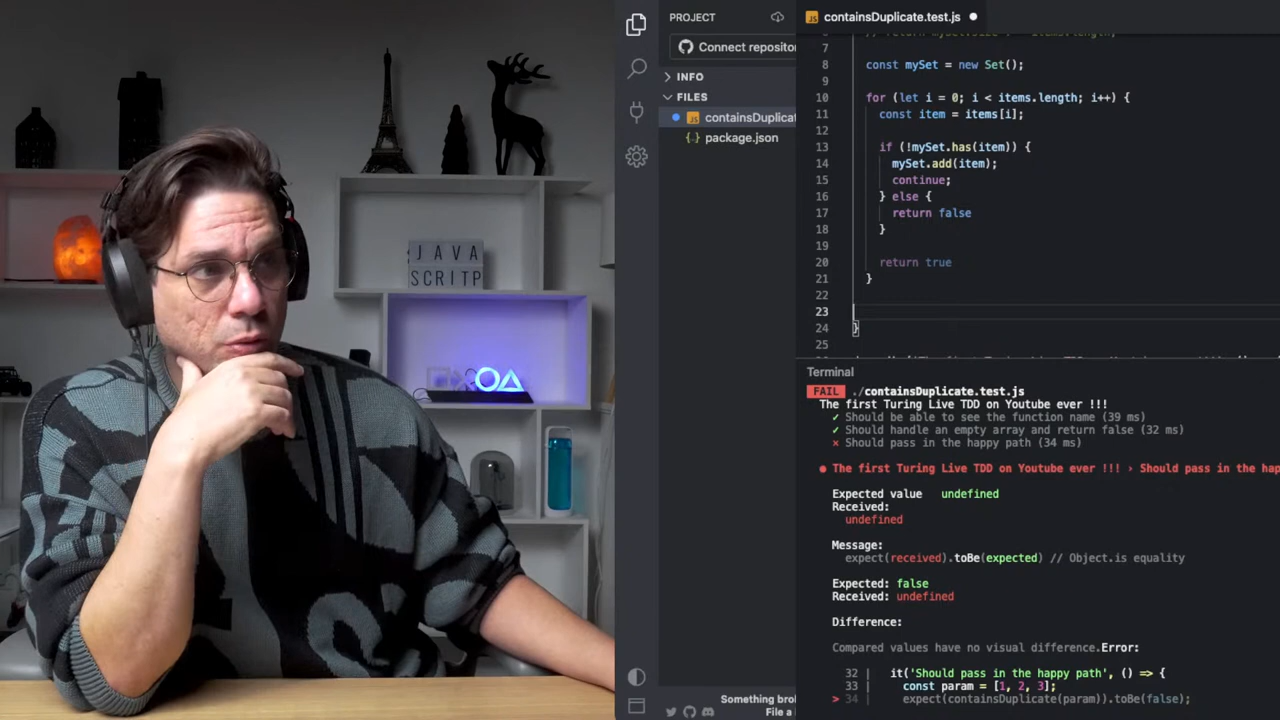 JAVA
SCRITP
PROJECT
Connect reposito
INFO
FILES
containsDuplicat
package.json
Something bro
File a
containsDuplicate.test.js
7
8 const mySet = new Set();
9
10 for (let i = 0; i < items.length; i++) {
11 const item = items[i];
12
13 if (!mySet.has(item)) {
14 mySet.add(item);
15 continue;
16 } else {
17 return false
18 }
19
20 return true
21 }
22
23
24 }
25
Terminal
FAIL ./containsDuplicate.test.js
The first Turing Live TDD on Youtube ever !!!
✓ Should be able to see the function name (39 ms)
✓ Should handle an empty array and return false (32 ms)
✕ Should pass in the happy path (34 ms)
● The first Turing Live TDD on Youtube ever !!! › Should pass in the hap
Expected value undefined
Received:
undefined
Message:
expect(received).toBe(expected) // Object.is equality
Expected: false
Received: undefined
Difference:
Compared values have no visual difference.Error:
32 | it('Should pass in the happy path', () => {
33 | const param = [1, 2, 3];
> 34 | expect(containsDuplicate(param)).toBe(false);